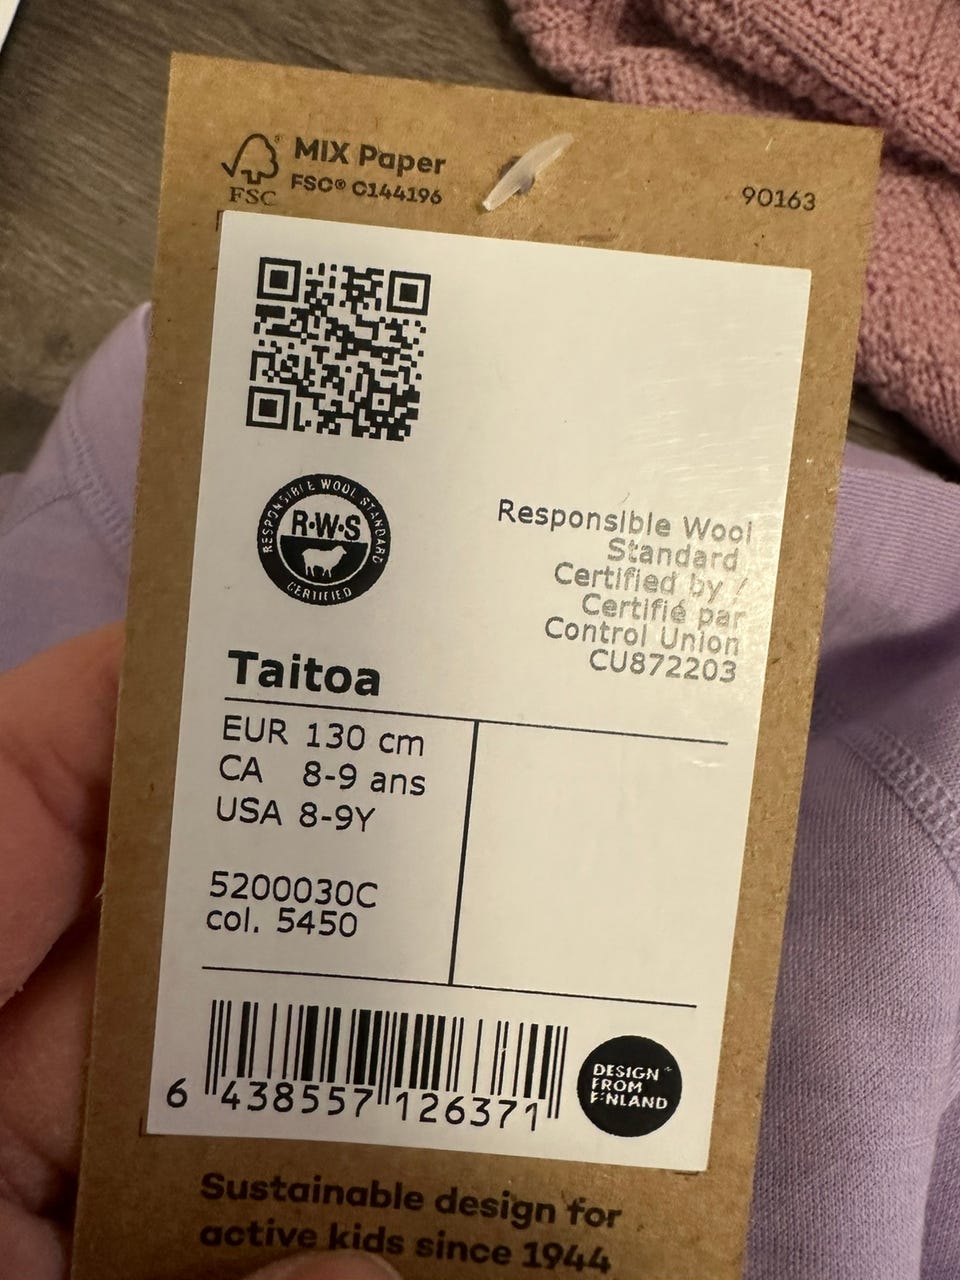 MIX Paper
FSC® C144196
FSC
90163
RESPONSIBLE WOOL STANDARD
R·W·S
CERTIFIED
Responsible Wool
Standard
Certified by /
Certifié par
Control Union
CU872203
Taitoa
EUR 130 cm
CA 8-9 ans
USA 8-9Y
5200030C
col. 5450
6 438557 126371
DESIGN
FROM
FINLAND
Sustainable design for
active kids since 1944